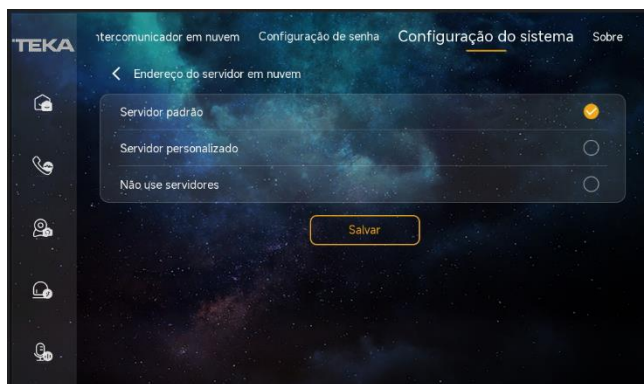 TEKA
ntercomunicador em nuvem Configuração de senha Configuração do sistema Sobre
Endereço do servidor em nuvem
Servidor padrão
Servidor personalizado
Não use servidores
Salvar